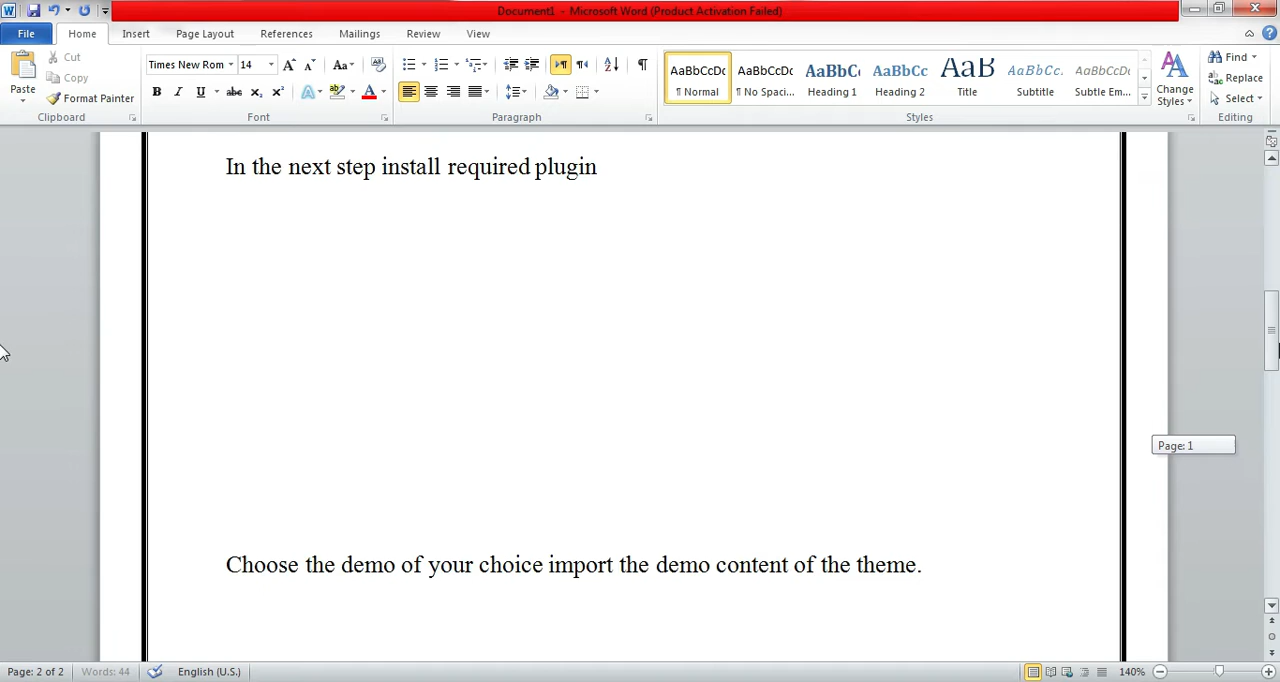 Document1 - Microsoft Word (Product Activation Failed)
File Home Insert Page Layout References Mailings Review View
Paste
Cut
Copy
Format Painter
Clipboard
Times New Rom 14
Font
Paragraph
AaBbCcDc AaBbCcDc AaBbC AaBbCc AaB AaBbCc. AaBbCcDc
¶ Normal ¶ No Spaci... Heading 1 Heading 2 Title Subtitle Subtle Em...
Change
Styles
Styles
Find
Replace
Select
Editing
In the next step install required plugin
Page: 1
Choose the demo of your choice import the demo content of the theme.
Page: 2 of 2 Words: 44 English (U.S.) 140%